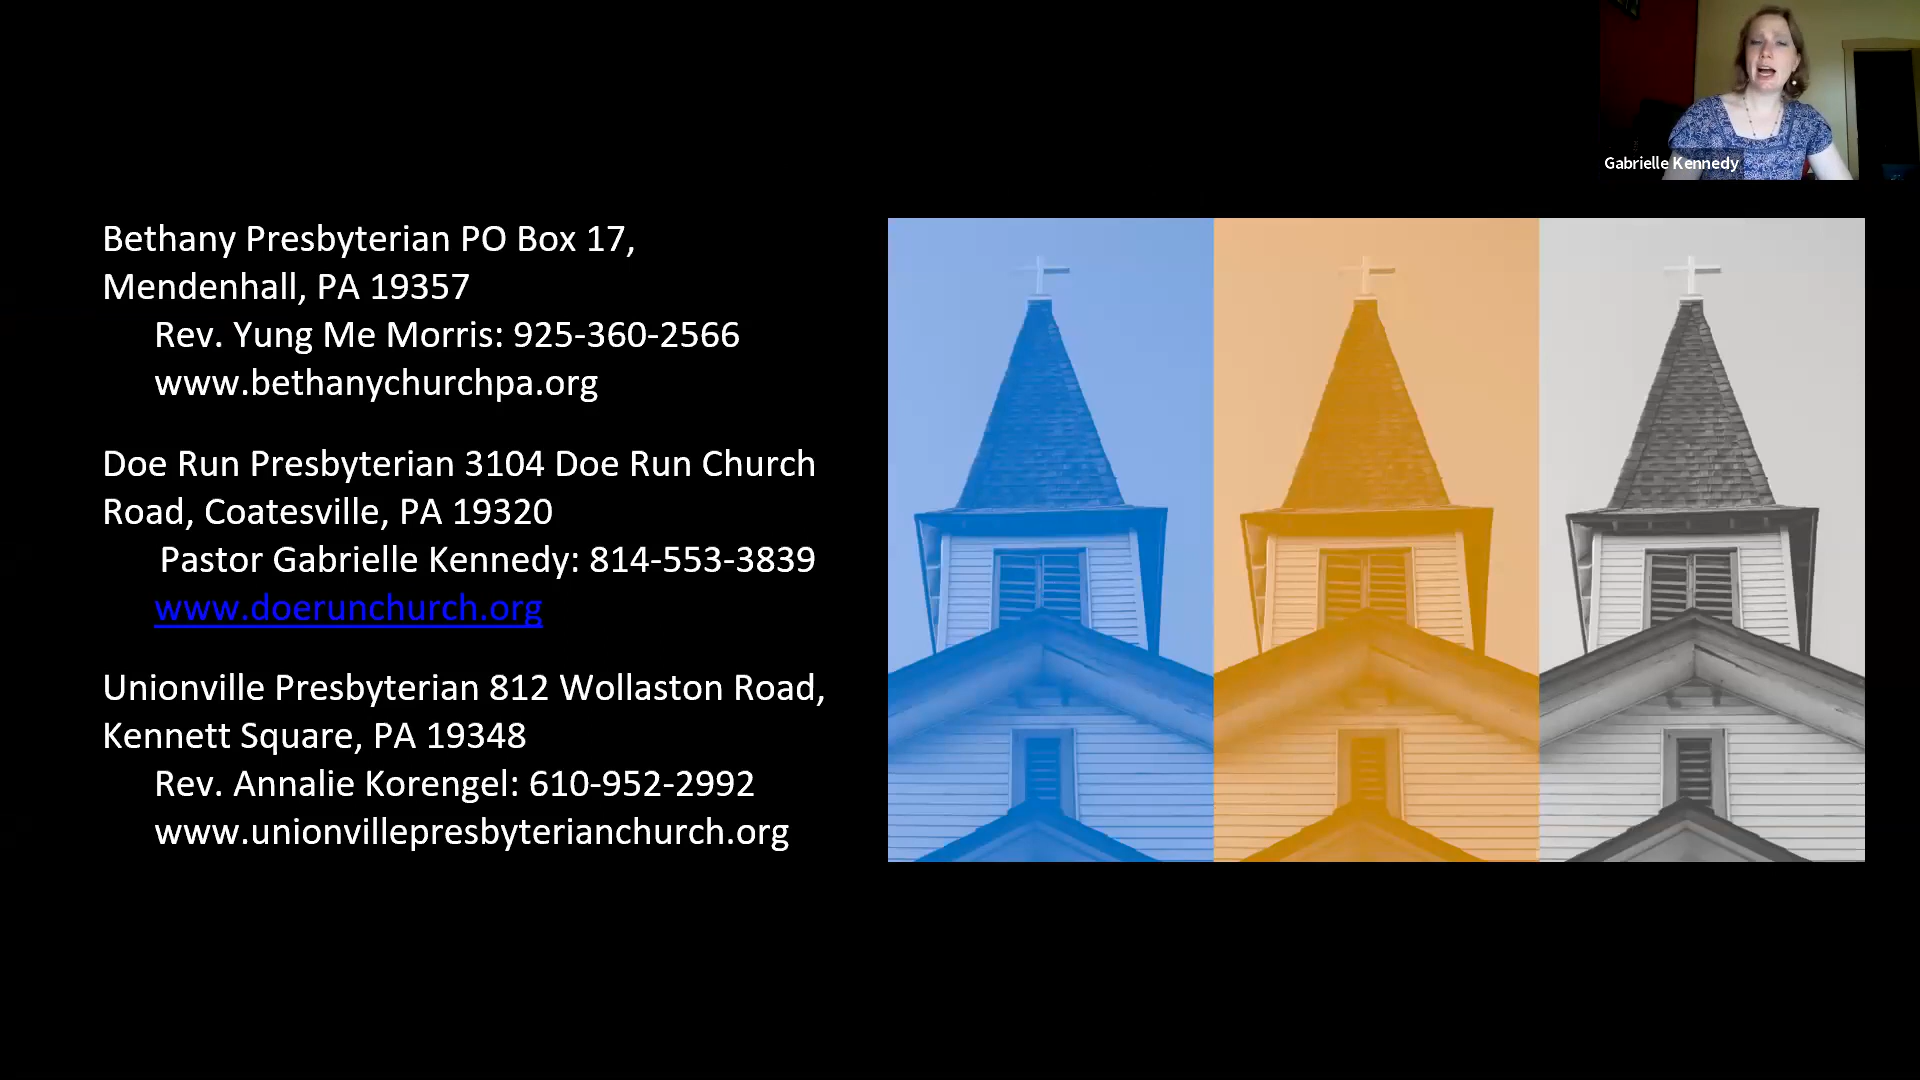 Gabrielle Kennedy
Bethany Presbyterian PO Box 17,
Mendenhall, PA 19357
Rev. Yung Me Morris: 925-360-2566
www.bethanychurchpa.org
Doe Run Presbyterian 3104 Doe Run Church
Road, Coatesville, PA 19320
Pastor Gabrielle Kennedy: 814-553-3839
www.doerunchurch.org
Unionville Presbyterian 812 Wollaston Road,
Kennett Square, PA 19348
Rev. Annalie Korengel: 610-952-2992
www.unionvillepresbyterianchurch.org